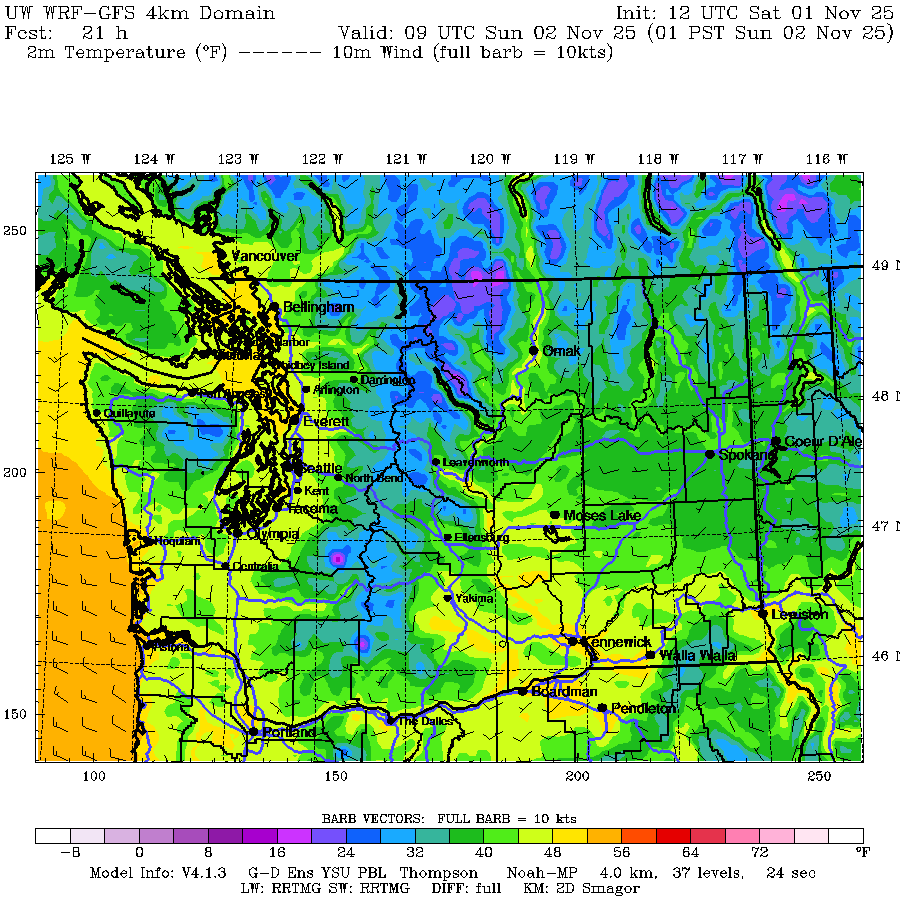 UW WRF-GFS 4km Domain Init: 12 UTC Sat 01 Nov 25
Fcst: 21 h Valid: 09 UTC Sun 02 Nov 25 (01 PST Sun 02 Nov 25)
2m Temperature (°F) ------ 10m Wind (full barb = 10kts)
125 W 124 W 123 W 122 W 121 W 120 W 119 W 118 W 117 W 116 W
250
Vancouver
49 N
Bellingham
Harbor
Omak
Whidbey Island
Darrington
Arlington
48 N
Quillayute
Everett
Coeur D'Ale
Spokane
Leavenworth
200
Seattle
North Bend
Kent
Tacoma
Moses Lake
47 N
Olympia
Ellensburg
Hoquiam
Centralia
Yakima
Lewiston
Kennewick
Astoria
Walla Walla
46 N
Boardman
Pendleton
150
The Dalles
Portland
100 150 200 250
BARB VECTORS: FULL BARB = 10 kts
-8 0 8 16 24 32 40 48 56 64 72 °F
Model Info: V4.1.3 G-D Ens YSU PBL Thompson Noah-MP 4.0 km, 37 levels, 24 sec
LW: RRTMG SW: RRTMG DIFF: full KM: 2D Smagor